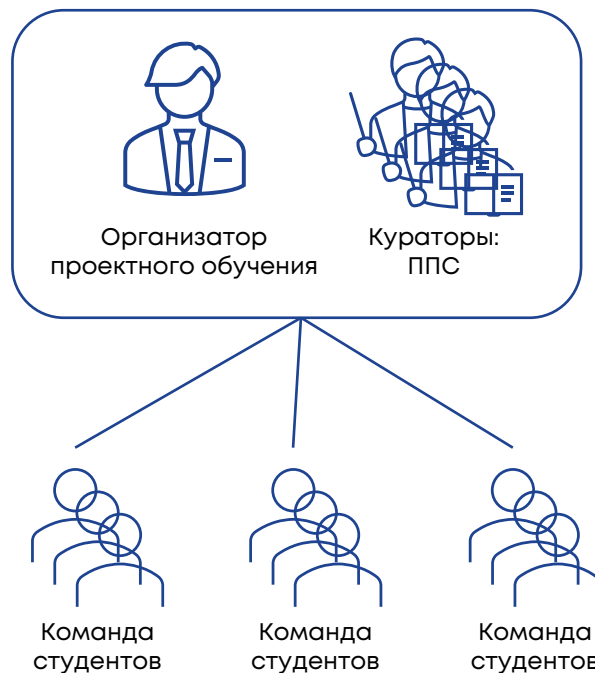 Организатор
проектного обучения
Кураторы:
ППС
Команда
студентов
Команда
студентов
Команда
студентов